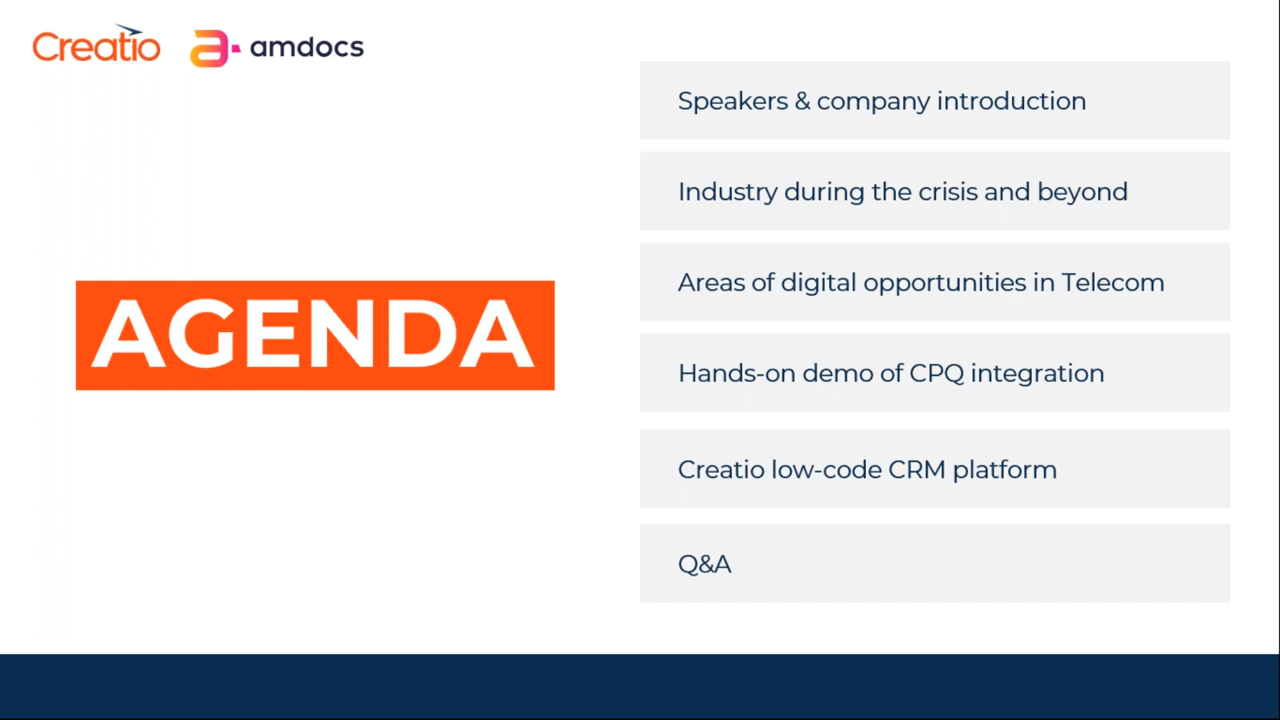 Creatio
amdocs
AGENDA
Speakers & company introduction
Industry during the crisis and beyond
Areas of digital opportunities in Telecom
Hands-on demo of CPQ integration
Creatio low-code CRM platform
Q&A